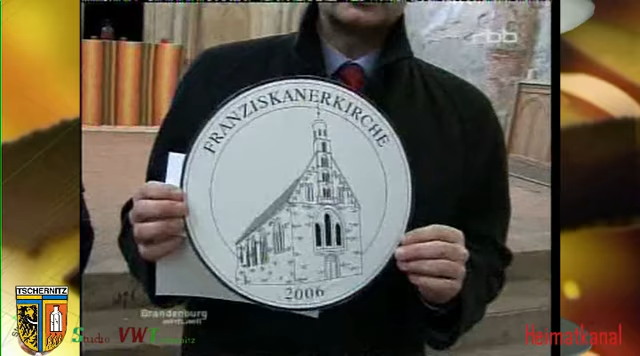 rbb
FRANZISKANERKIRCHE
2006
TSCHERNITZ
Brandenburg
Studio VW
Heimatkanal